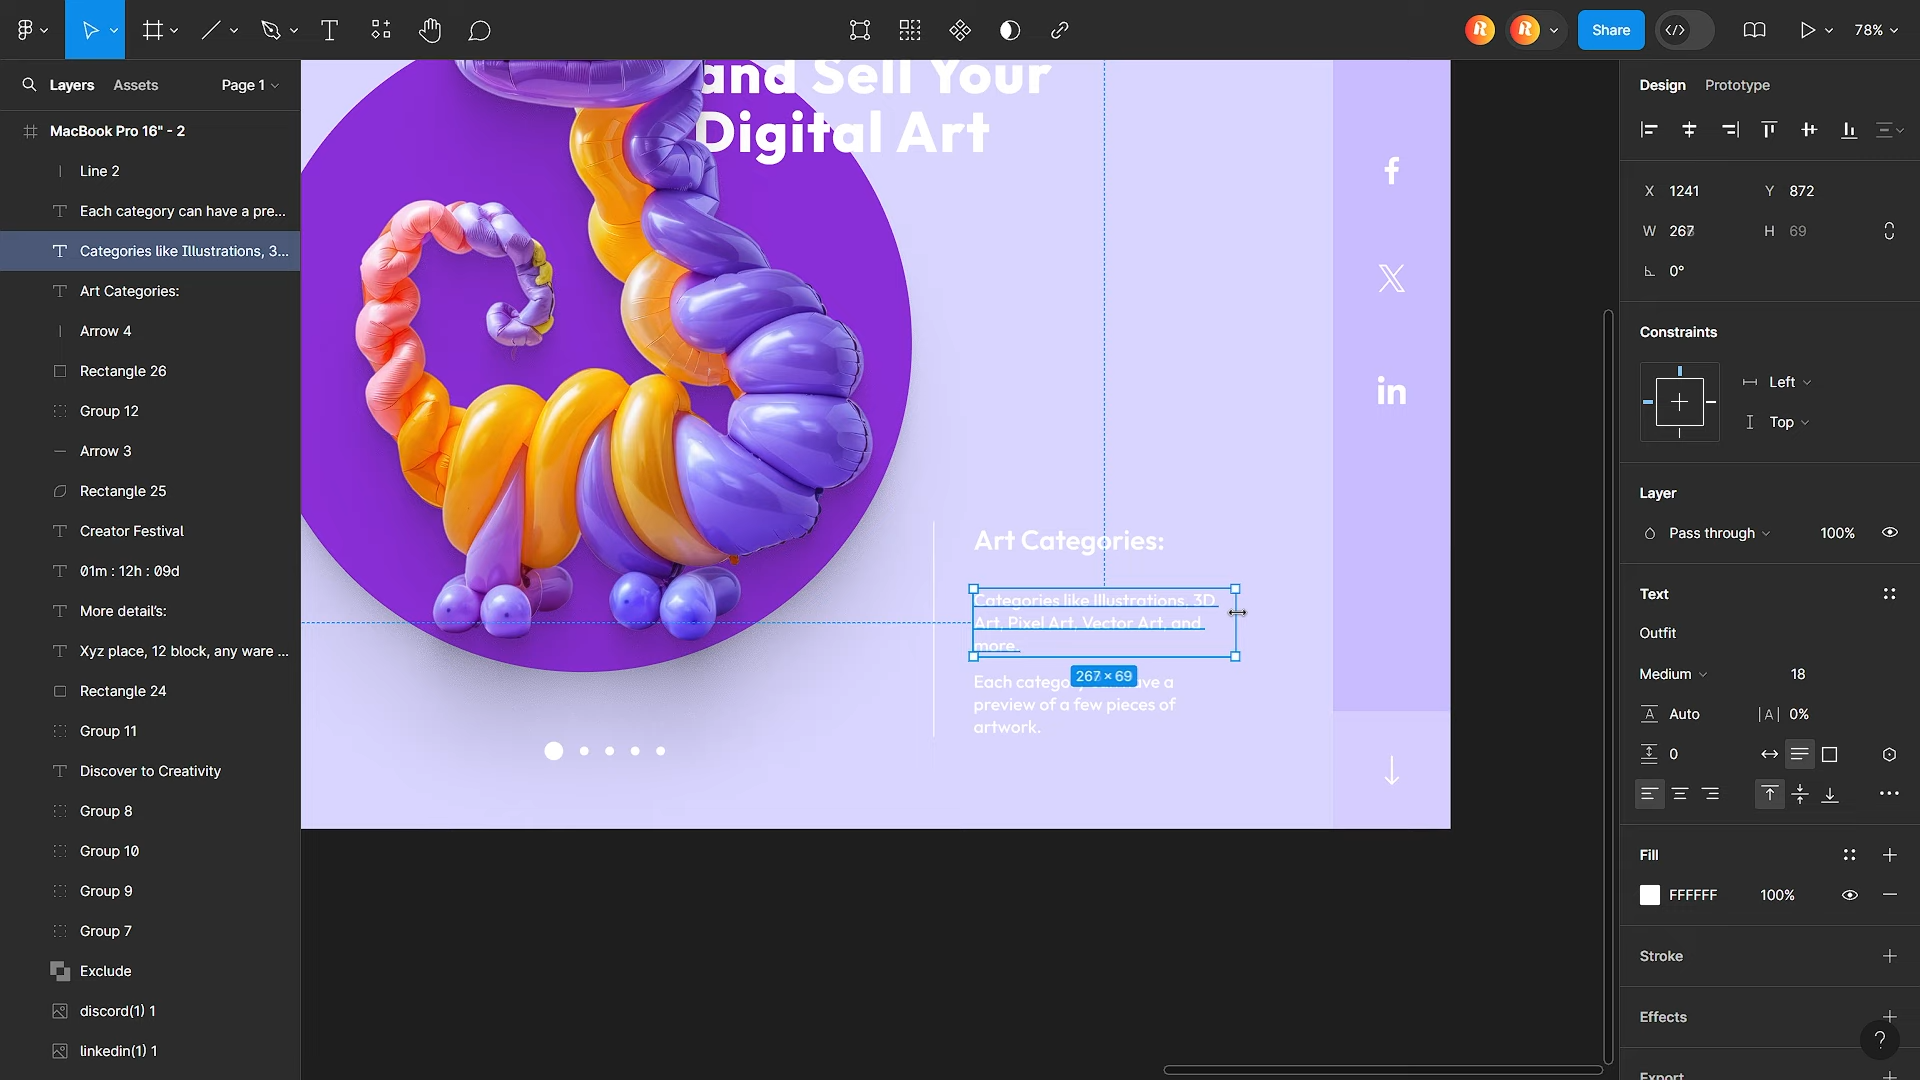 Share
78%
Layers
Assets
Page 1
MacBook Pro 16" - 2
Line 2
Each category can have a pre...
Categories like Illustrations, 3...
Art Categories:
Arrow 4
Rectangle 26
Group 12
Arrow 3
Rectangle 25
Creator Festival
01m : 12h : 09d
More detail's:
Xyz place, 12 block, any ware ...
Rectangle 24
Group 11
Discover to Creativity
Group 8
Group 10
Group 9
Group 7
Exclude
discord(1) 1
linkedin(1) 1
and Sell Your
Digital Art
Art Categories:
Categories like Illustrations, 3D
Art, Pixel Art, Vector Art, and
more.
267 × 69
preview of a few pieces of
artwork.
f
X
in
Design
Prototype
X 1241 Y 872
W 267 H 69
0°
Constraints
Left
Top
Layer
Pass through 100%
Text
Outfit
Medium 18
Auto 0%
0
Fill
FFFFFF 100%
Stroke
Effects
?
Export